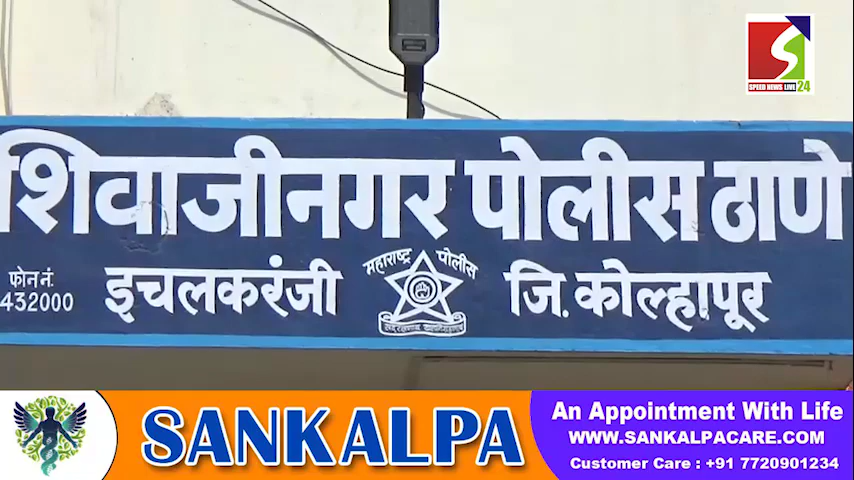 SPEED NEWS LIVE 24
शिवाजीनगर पोलीस ठाणे
फोन नं.
432000
इचलकरंजी
महाराष्ट्र पोलीस
जि. कोल्हापूर
SANKALPA
An Appointment With Life
WWW.SANKALPACARE.COM
Customer Care : +91 7720901234